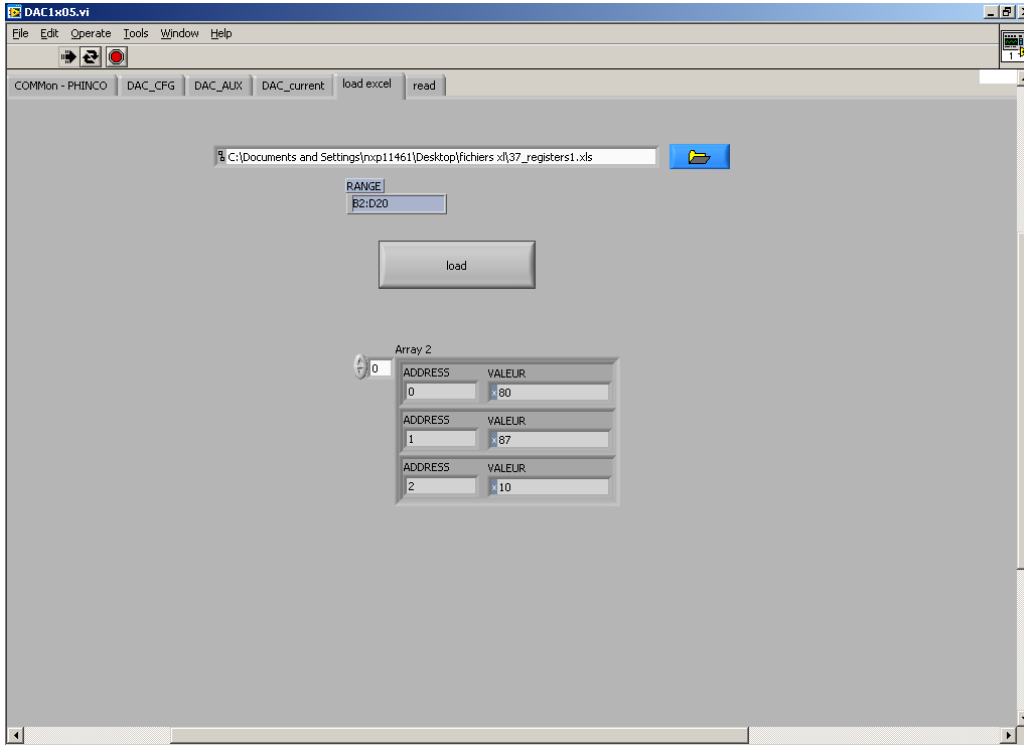 DAC1x05.vi
File Edit Operate Tools Window Help
1
COMMon - PHINCO DAC_CFG DAC_AUX DAC_current load excel read
C:\Documents and Settings\nxp11461\Desktop\fichiers xl\37_registers1.xls
RANGE
B2:D20
load
Array 2
0
ADDRESS VALEUR
0 x 80
ADDRESS VALEUR
1 x 87
ADDRESS VALEUR
2 x 10